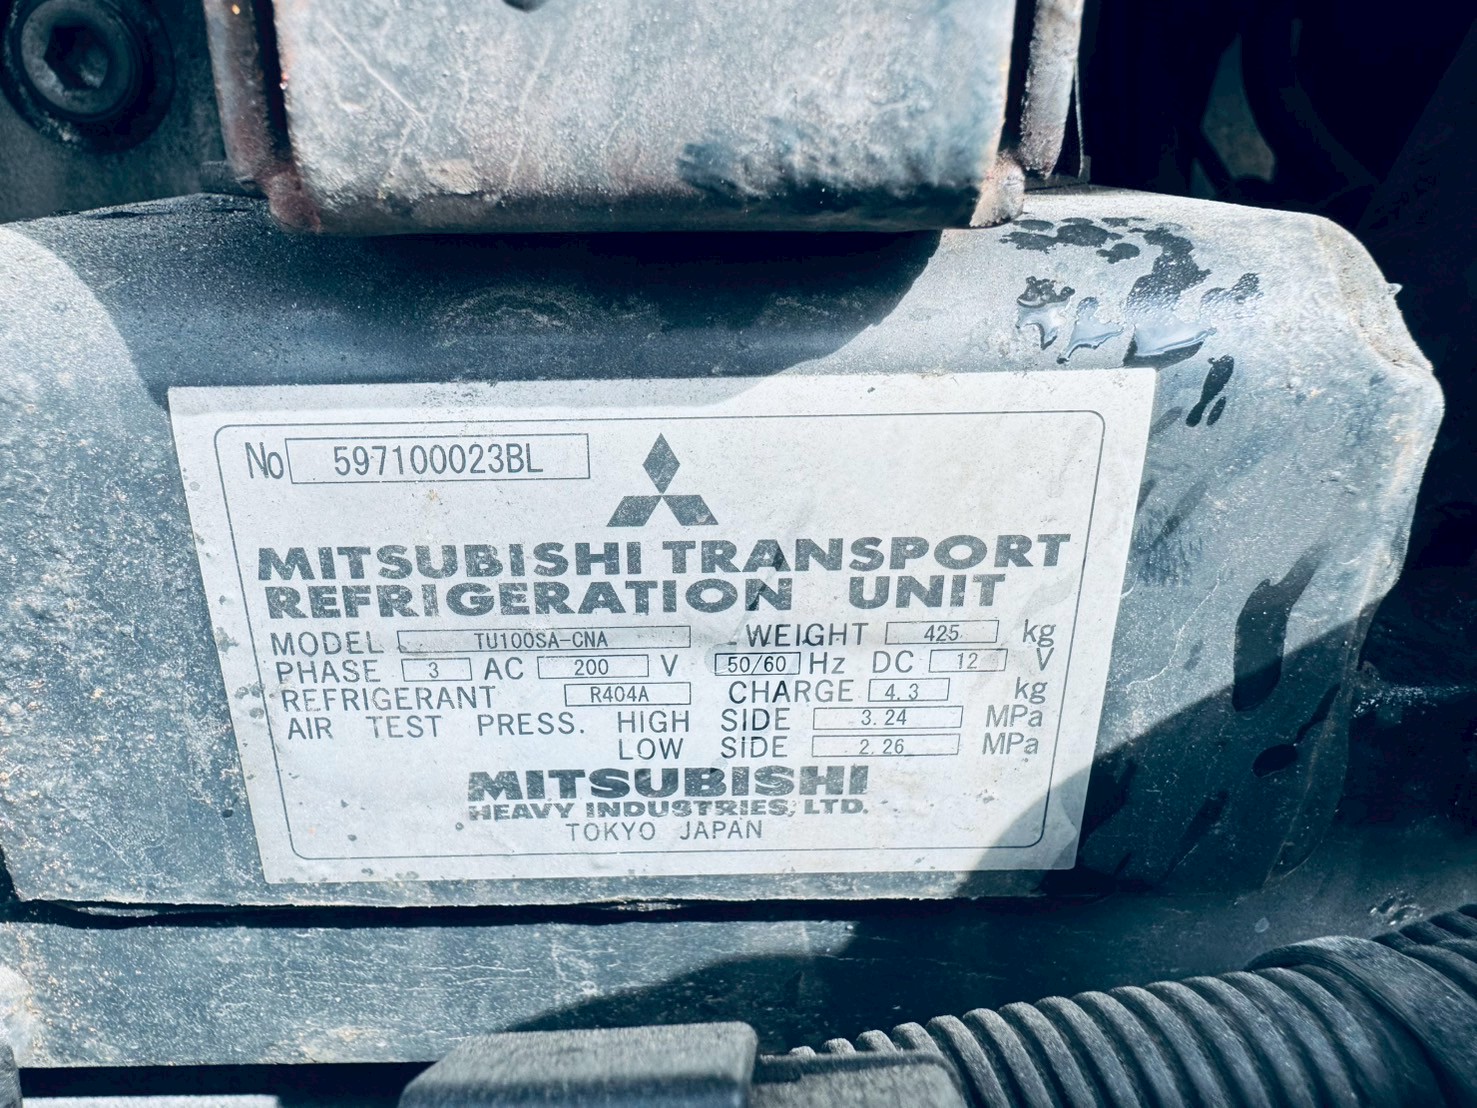 No 597100023BL
MITSUBISHI TRANSPORT
REFRIGERATION UNIT
MODEL TU100SA-CNA WEIGHT 425 kg
PHASE 3 AC 200 V 50/60 Hz DC 12 V
REFRIGERANT R404A CHARGE 4.3 kg
AIR TEST PRESS. HIGH SIDE 3.24 MPa
LOW SIDE 2.26 MPa
MITSUBISHI
HEAVY INDUSTRIES, LTD.
TOKYO JAPAN